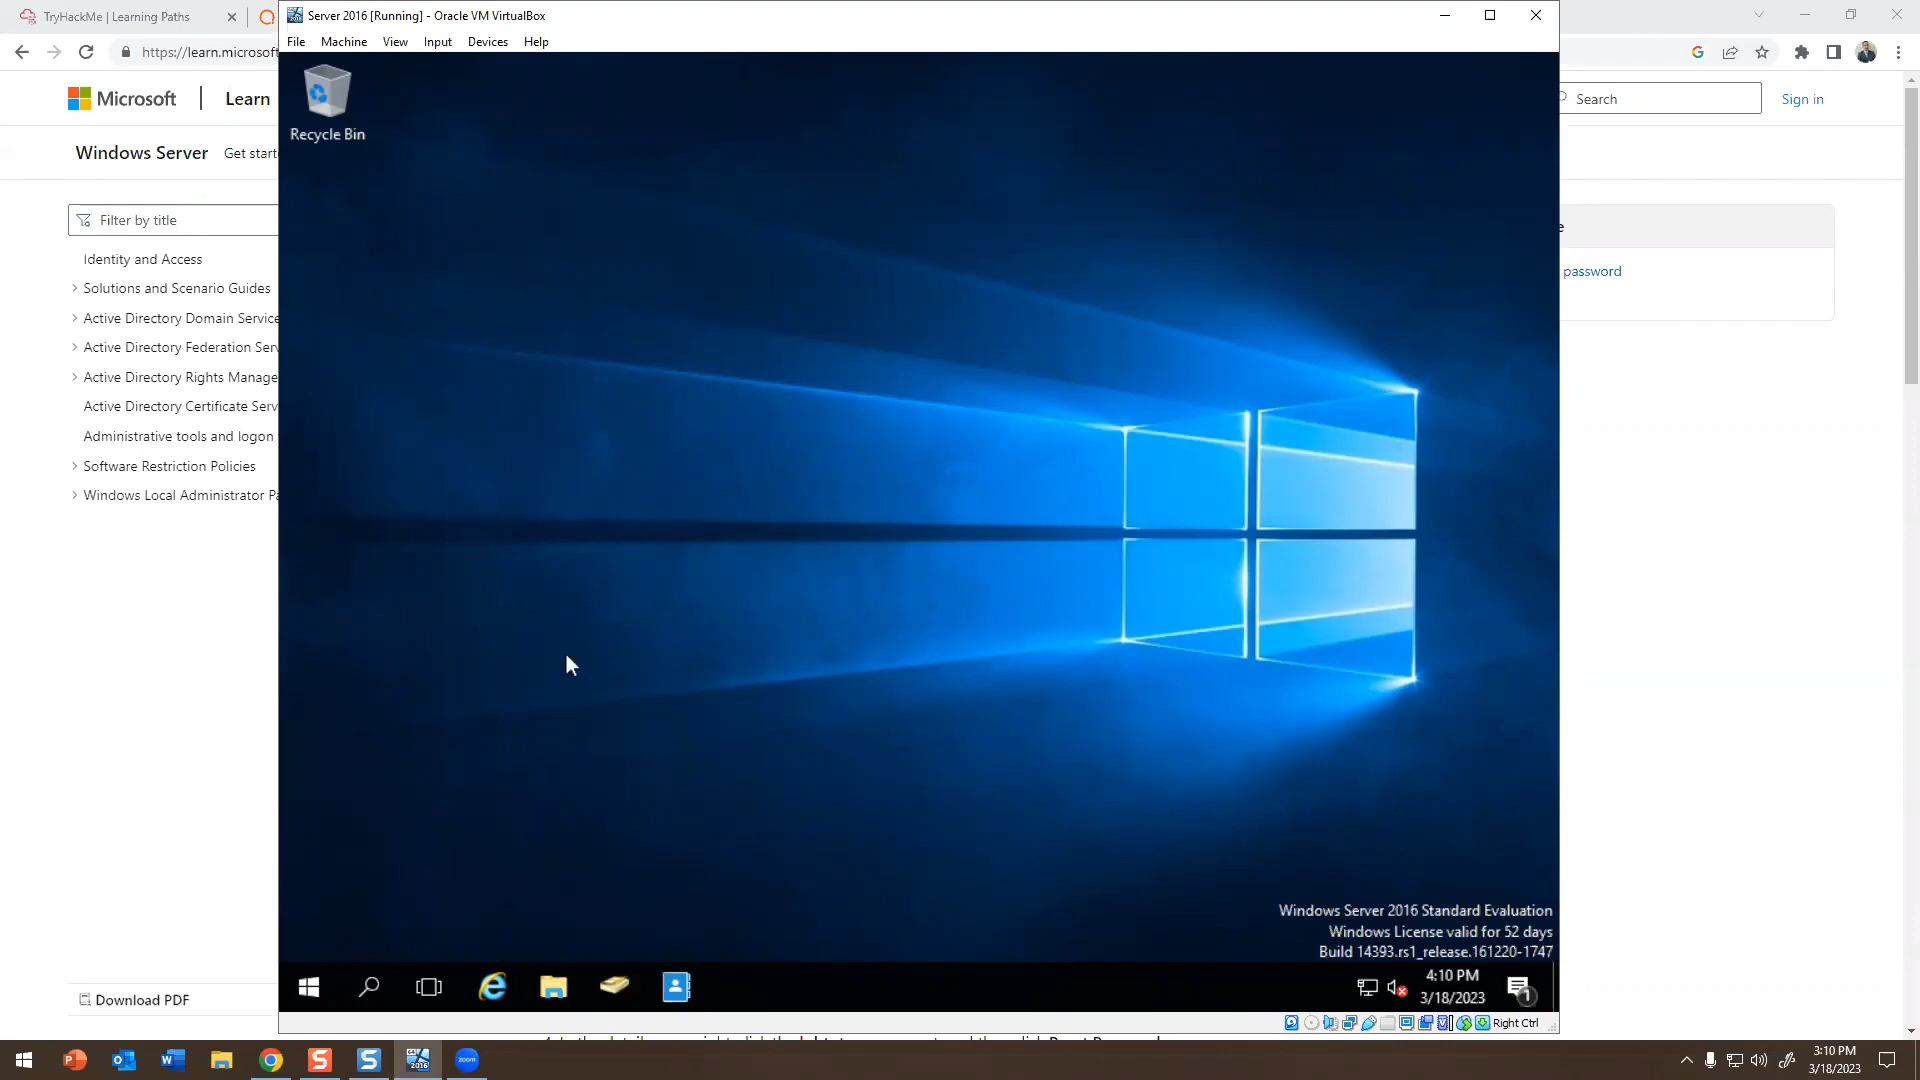 TryHackMe | Learning Paths
https://learn.microsoft
Server 2016 [Running] - Oracle VM VirtualBox
File Machine View Input Devices Help
Microsoft | Learn
Search
Sign in
Recycle Bin
Windows Server
Get start
Filter by title
Identity and Access
Solutions and Scenario Guides
Active Directory Domain Service
Active Directory Federation Serv
Active Directory Rights Manage
Active Directory Certificate Serv
Administrative tools and logon
Software Restriction Policies
Windows Local Administrator Pa
e
password
Windows Server 2016 Standard Evaluation
Windows License valid for 52 days
Build 14393.rs1_release.161220-1747
Download PDF
4:10 PM
3/18/2023
1
Right Ctrl
3:10 PM
3/18/2023
2016
zoom